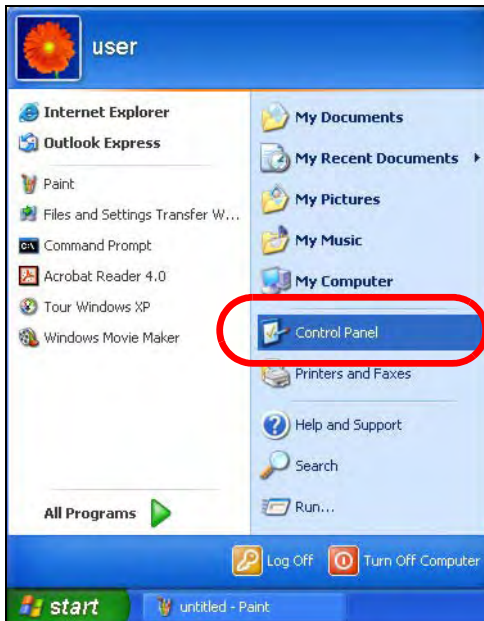 user
Internet Explorer
Outlook Express
Paint
Files and Settings Transfer W...
Command Prompt
Acrobat Reader 4.0
Tour Windows XP
Windows Movie Maker
All Programs
My Documents
My Recent Documents
My Pictures
My Music
My Computer
Control Panel
Printers and Faxes
Help and Support
Search
Run...
Log Off
Turn Off Computer
start
untitled - Paint